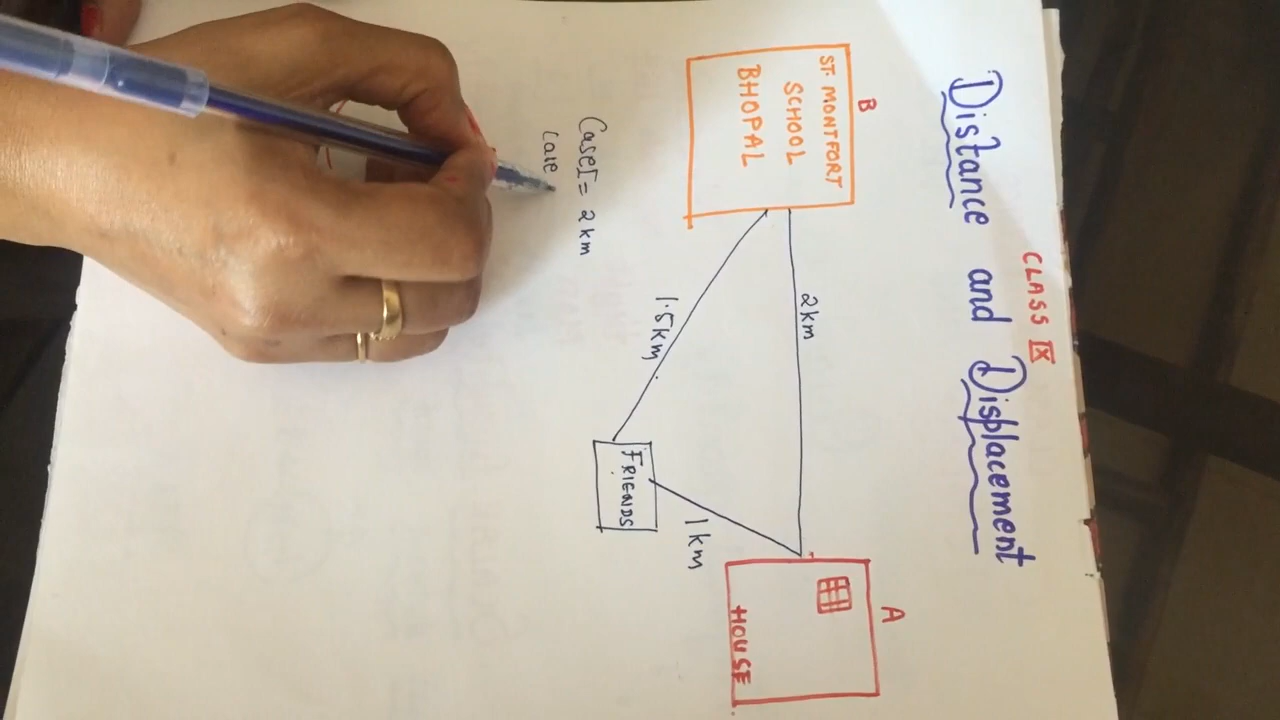 CLASS IX
Distance and Displacement
B
ST. MONTFORT
SCHOOL
BHOPAL
A
HOUSE
2km
1.5km
FRIENDS
1km
Case I = 2 km
Case